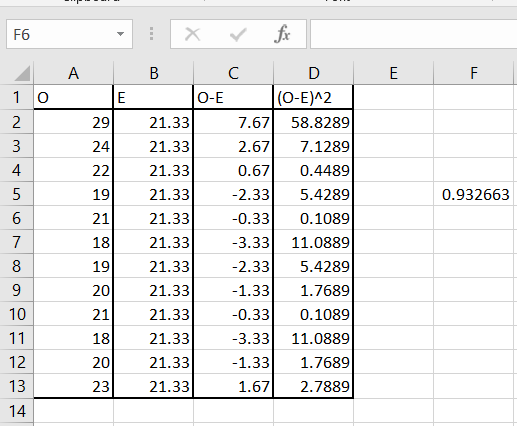 F6 fx
A B C D E F
1 O E O-E (O-E)^2
2 29 21.33 7.67 58.8289
3 24 21.33 2.67 7.1289
4 22 21.33 0.67 0.4489
5 19 21.33 -2.33 5.4289 0.932663
6 21 21.33 -0.33 0.1089
7 18 21.33 -3.33 11.0889
8 19 21.33 -2.33 5.4289
9 20 21.33 -1.33 1.7689
10 21 21.33 -0.33 0.1089
11 18 21.33 -3.33 11.0889
12 20 21.33 -1.33 1.7689
13 23 21.33 1.67 2.7889
14